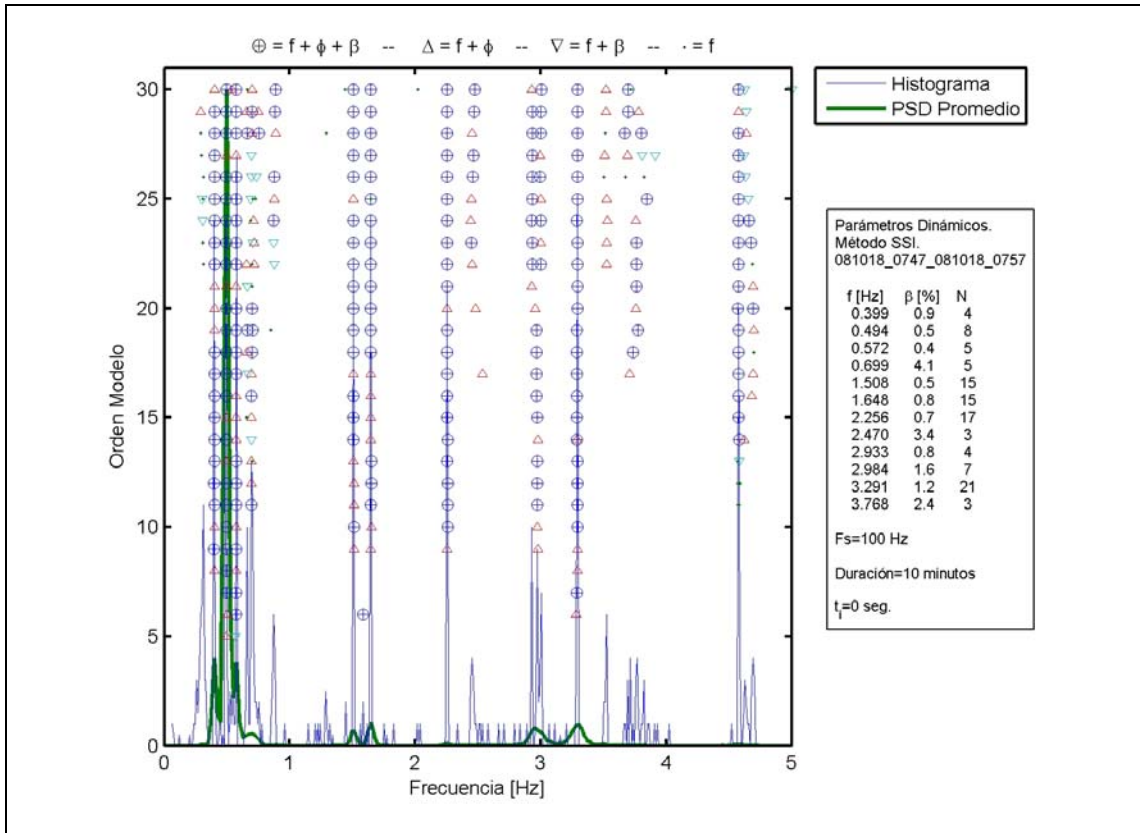 ⊕ = f + ϕ + β -- Δ = f + ϕ -- ∇ = f + β -- · = f
Histograma
PSD Promedio
Orden Modelo
30
25
20
15
10
5
0
0 1 2 3 4 5
Frecuencia [Hz]
Parámetros Dinámicos.
Método SSI.
081018_0747_081018_0757
f [Hz] β [%] N
0.399 0.9 4
0.494 0.5 8
0.572 0.4 5
0.699 4.1 5
1.508 0.5 15
1.648 0.8 15
2.256 0.7 17
2.470 3.4 3
2.933 0.8 4
2.984 1.6 7
3.291 1.2 21
3.768 2.4 3
Fs=100 Hz
Duración=10 minutos
t_i=0 seg.